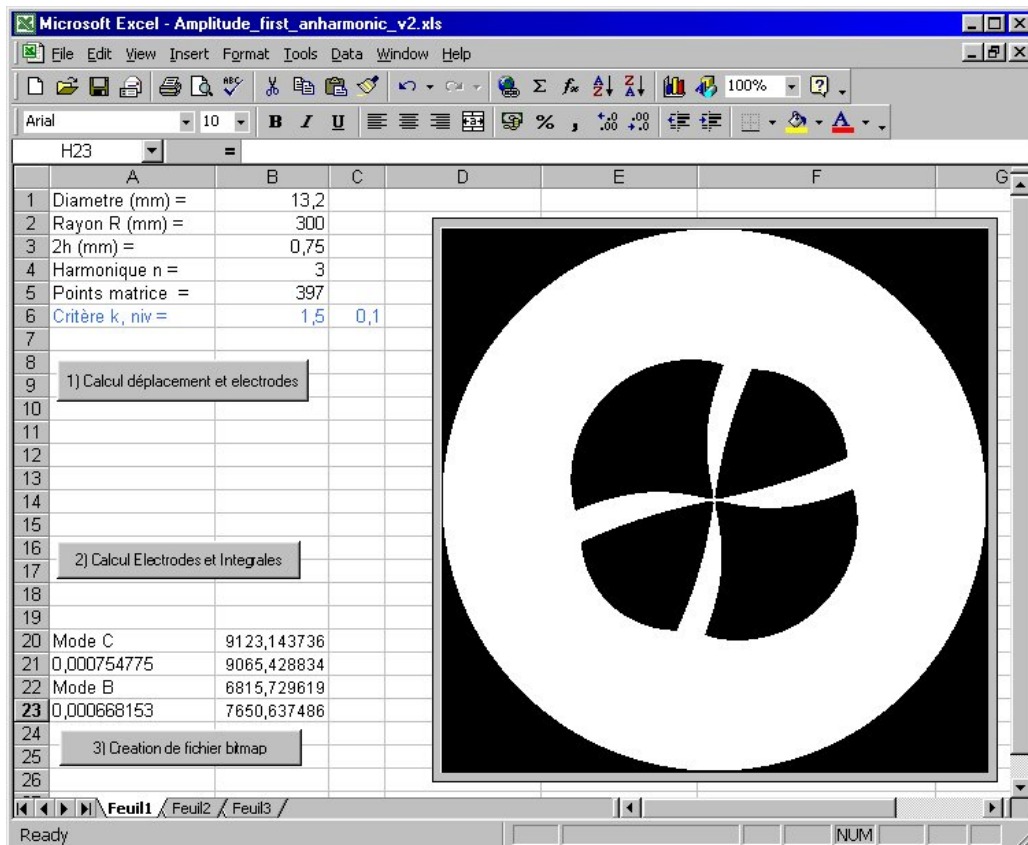 Microsoft Excel - Amplitude_first_anharmonic_v2.xls
File Edit View Insert Format Tools Data Window Help
ABC
100%
Arial 10 B I U % ,
H23 =
A B C D E F G
1 Diametre (mm) = 13,2
2 Rayon R (mm) = 300
3 2h (mm) = 0,75
4 Harmonique n = 3
5 Points matrice = 397
6 Critère k, niv = 1,5 0,1
7
8
1) Calcul déplacement et electrodes
9
10
11
12
13
14
15
16
2) Calcul Electrodes et Integrales
17
18
19
20 Mode C 9123,143736
21 0,000754775 9065,428834
22 Mode B 6815,729619
23 0,000668153 7650,637486
24
3) Creation de fichier bitmap
25
26
Feuil1 Feuil2 Feuil3
Ready NUM